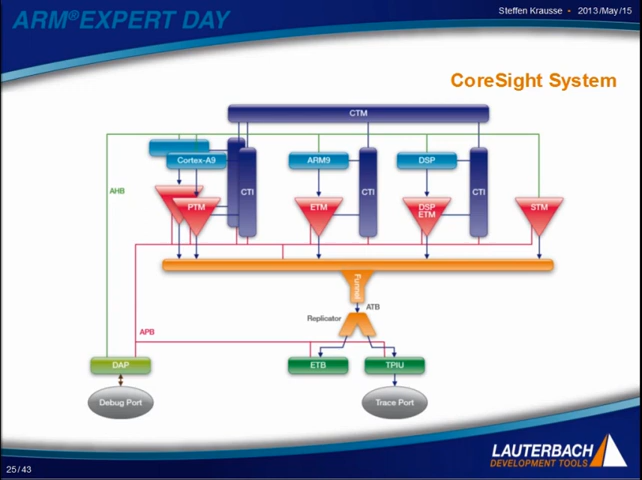 ARM®EXPERT DAY
Steffen Krausse • 2013/May/15
CoreSight System
CTM
Cortex-A9
ARM9
DSP
AHB
CTI
CTI
CTI
PTM
ETM
DSP
ETM
STM
Funnel
ATB
Replicator
APB
DAP
ETB
TPIU
Debug Port
Trace Port
25/43
LAUTERBACH
DEVELOPMENT TOOLS